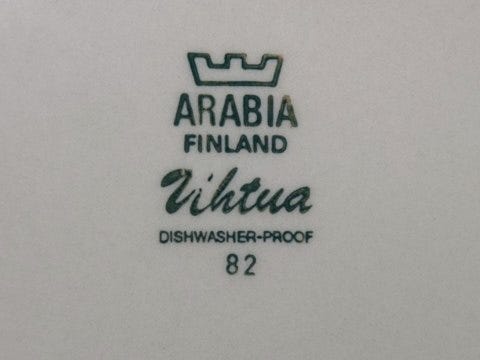 ARABIA
FINLAND
Vihtua
DISHWASHER-PROOF
82